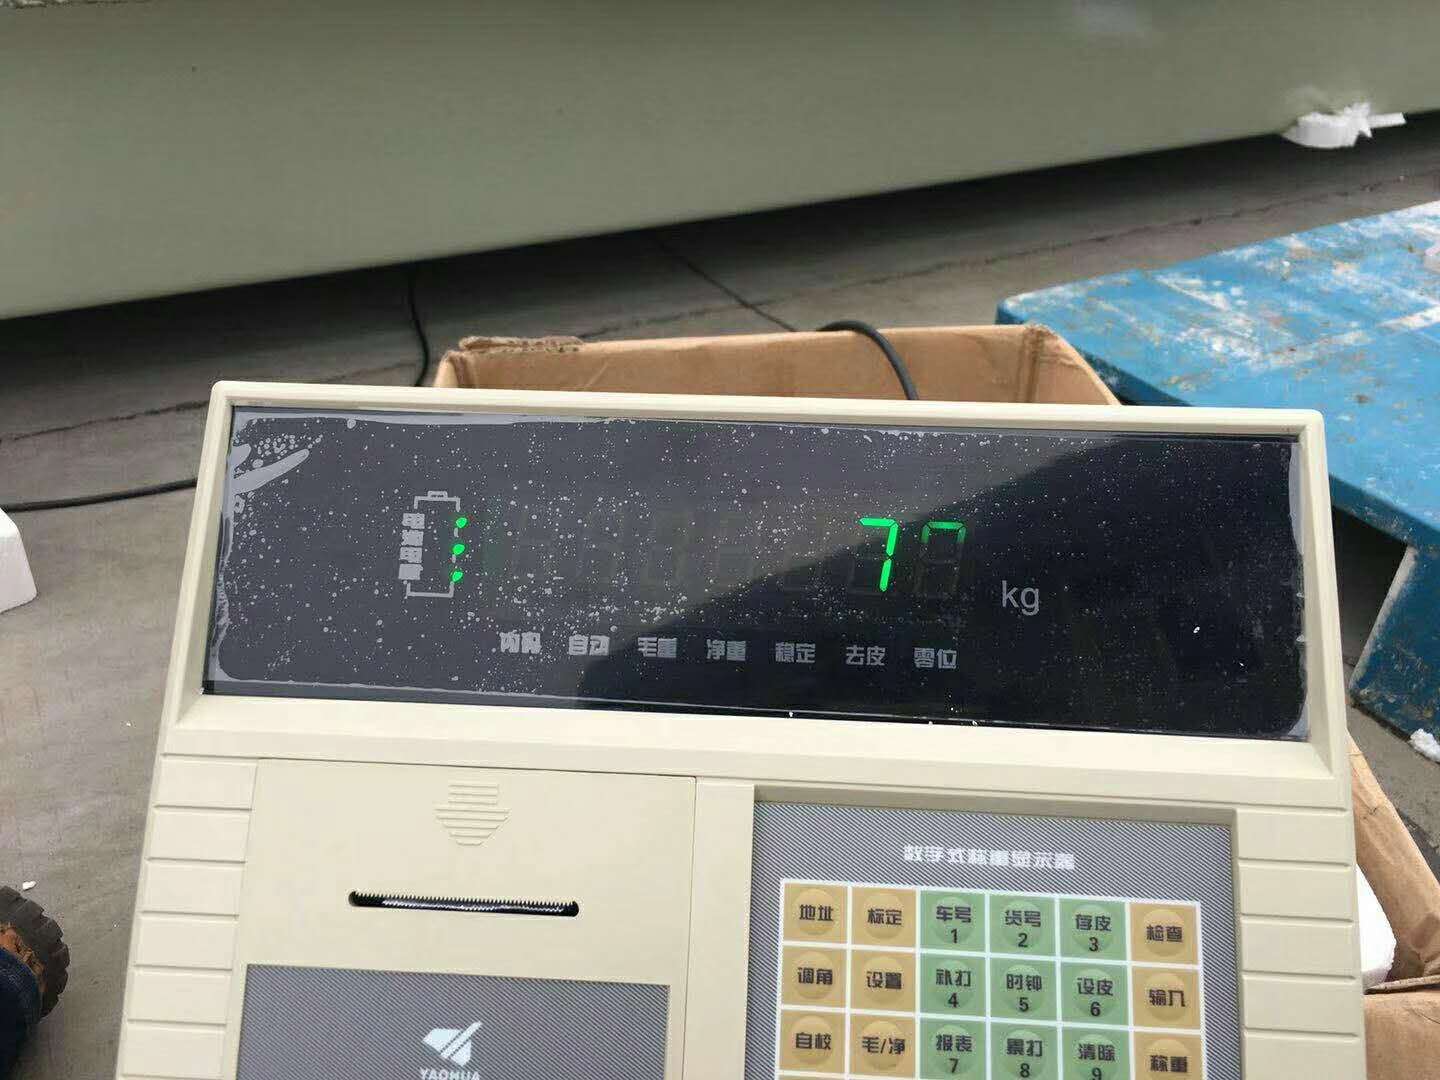 电池电量
7
kg
内码 自动 毛重 净重 稳定 去皮 零位
数字式称重显示器
地址 标定 车号 1 货号 2 存皮 3 检查
调角 设置 补打 4 时钟 5 设皮 6 输入
自校 毛/净 报表 7 累打 8 清除 9 称重
YAOHUA